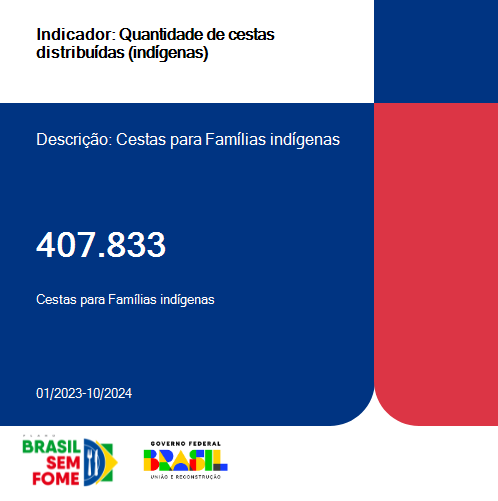 Indicador: Quantidade de cestas
distribuídas (indígenas)
Descrição: Cestas para Famílias indígenas
407.833
Cestas para Famílias indígenas
01/2023-10/2024
PLANO
BRASIL
SEM
FOME
GOVERNO FEDERAL
BRASIL
UNIÃO E RECONSTRUÇÃO